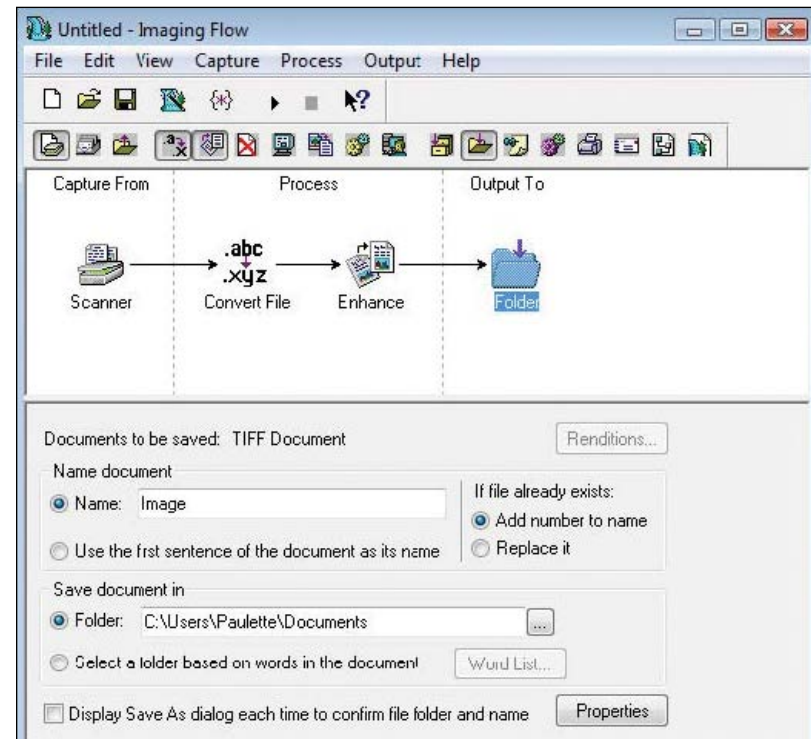 Untitled - Imaging Flow
File Edit View Capture Process Output Help
Capture From Process Output To
.abc
.xyz
Scanner Convert File Enhance Folder
Documents to be saved: TIFF Document Renditions...
Name document
Name: Image
If file already exists:
Add number to name
Use the first sentence of the document as its name
Replace it
Save document in
Folder: C:\Users\Paulette\Documents ...
Select a folder based on words in the document Word List...
Display Save As dialog each time to confirm file folder and name Properties